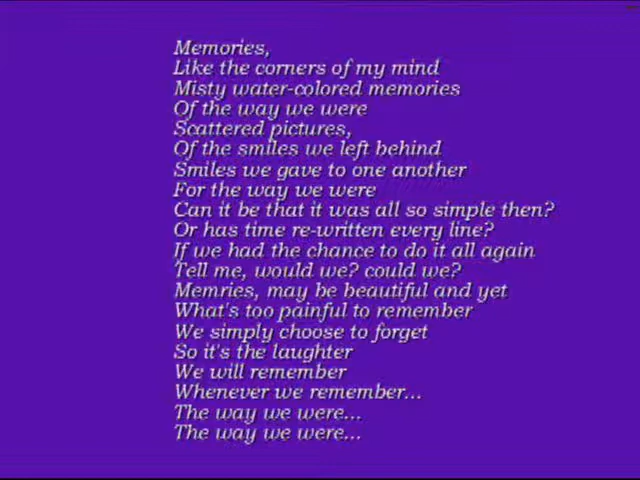 Memories,
Like the corners of my mind
Misty water-colored memories
Of the way we were
Scattered pictures,
Of the smiles we left behind
Smiles we gave to one another
For the way we were
Can it be that it was all so simple then?
Or has time re-written every line?
If we had the chance to do it all again
Tell me, would we? could we?
Memries, may be beautiful and yet
What's too painful to remember
We simply choose to forget
So it's the laughter
We will remember
Whenever we remember...
The way we were...
The way we were...